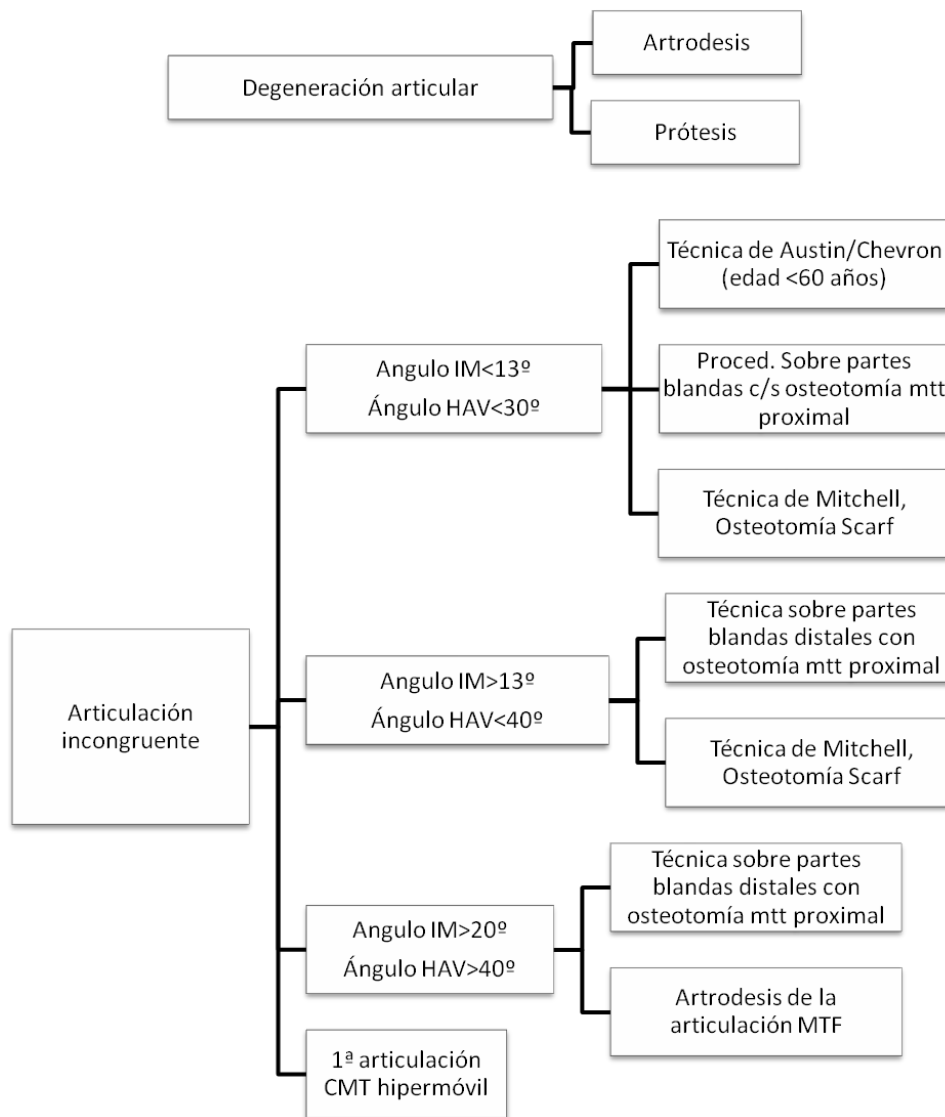 Degeneración articular
Artrodesis
Prótesis
Articulación
incongruente
Angulo IM<13º
Ángulo HAV<30º
Técnica de Austin/Chevron
(edad <60 años)
Proced. Sobre partes
blandas c/s osteotomía mtt
proximal
Técnica de Mitchell,
Osteotomía Scarf
Angulo IM>13º
Ángulo HAV<40º
Técnica sobre partes
blandas distales con
osteotomía mtt proximal
Técnica de Mitchell,
Osteotomía Scarf
Angulo IM>20º
Ángulo HAV>40º
Técnica sobre partes
blandas distales con
osteotomía mtt proximal
Artrodesis de la
articulación MTF
1ª articulación
CMT hipermóvil